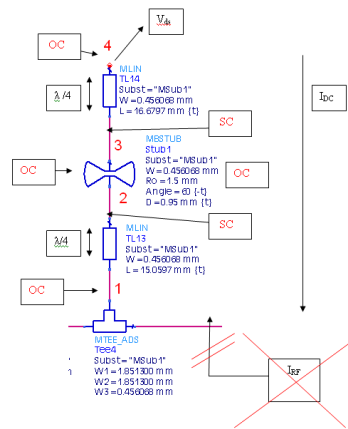 V_ds
OC
4
MLIN
TL14
Subst="MSub1"
W=0.456068 mm
L=16.6797 mm {t}
λ/4
I_DC
SC
3
MBSTUB
Stub1
Subst="MSub1"
W=0.456068 mm
Ro=1.5 mm
Angle=60 {-t}
D=0.95 mm {t}
OC
OC
2
SC
MLIN
TL13
Subst="MSub1"
W=0.456068 mm
L=15.0597 mm {t}
λ/4
OC
1
MTEE_ADS
Tee4
Subst="MSub1"
W1=1.851300 mm
W2=1.851300 mm
W3=0.456068 mm
I_RF